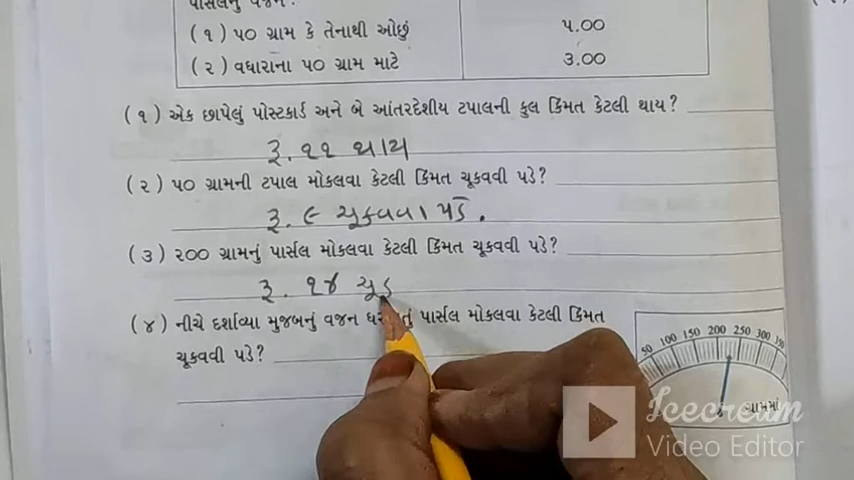 પાર્સલનું વજન :
(૧) ૫૦ ગ્રામ કે તેનાથી ઓછું ૫.૦૦
(૨) વધારાના ૫૦ ગ્રામ માટે ૩.૦૦
(૧) એક છાપેલું પોસ્ટકાર્ડ અને બે આંતરદેશીય ટપાલની કુલ કિંમત કેટલી થાય?
રૂ. ૧૧ થાય
(૨) ૫૦ ગ્રામની ટપાલ મોકલવા કેટલી કિંમત ચૂકવવી પડે?
રૂ. ૯ ચૂકવવા પડે.
(૩) ૨૦૦ ગ્રામનું પાર્સલ મોકલવા કેટલી કિંમત ચૂકવવી પડે?
રૂ. ૧૪ ચૂક
(૪) નીચે દર્શાવ્યા મુજબનું વજન પાર્સલ મોકલવા કેટલી કિંમત
ચૂકવવી પડે?
50 100 150 200 250 300 350
ગ્રામમાં
Icecream
Video Editor